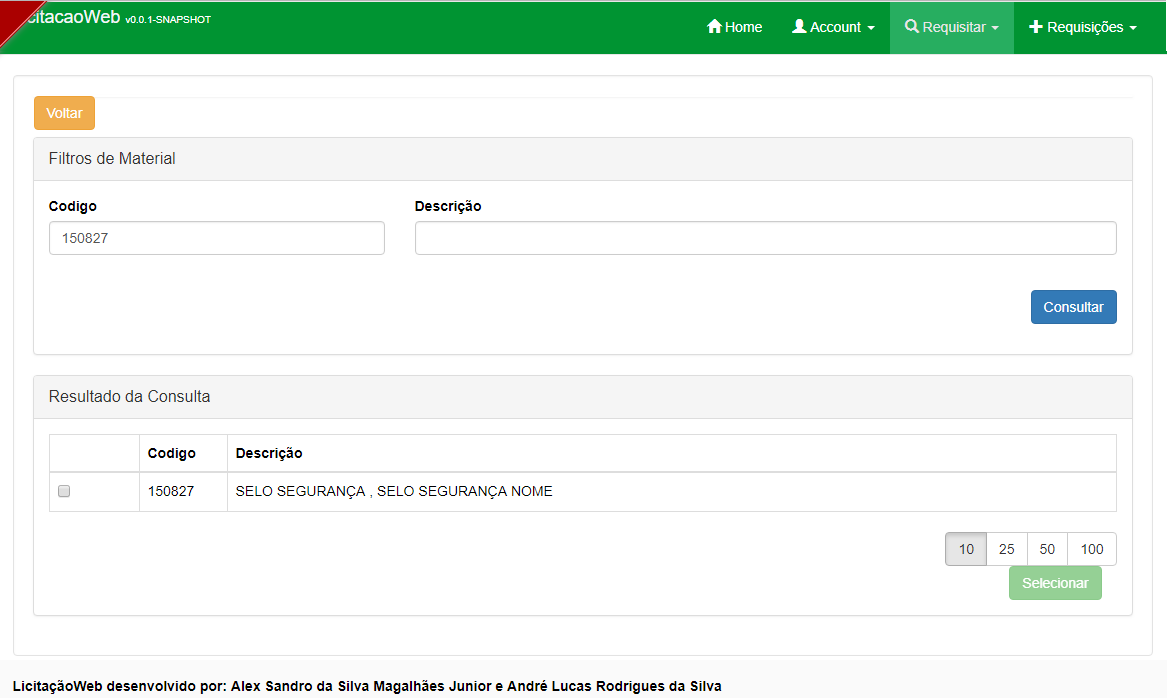 citacaoWeb v0.0.1-SNAPSHOT Home Account Requisitar Requisições
Voltar
Filtros de Material
Codigo Descrição
150827
Consultar
Resultado da Consulta
Codigo Descrição
150827 SELO SEGURANÇA , SELO SEGURANÇA NOME
10 25 50 100
Selecionar
LicitaçãoWeb desenvolvido por: Alex Sandro da Silva Magalhães Junior e André Lucas Rodrigues da Silva